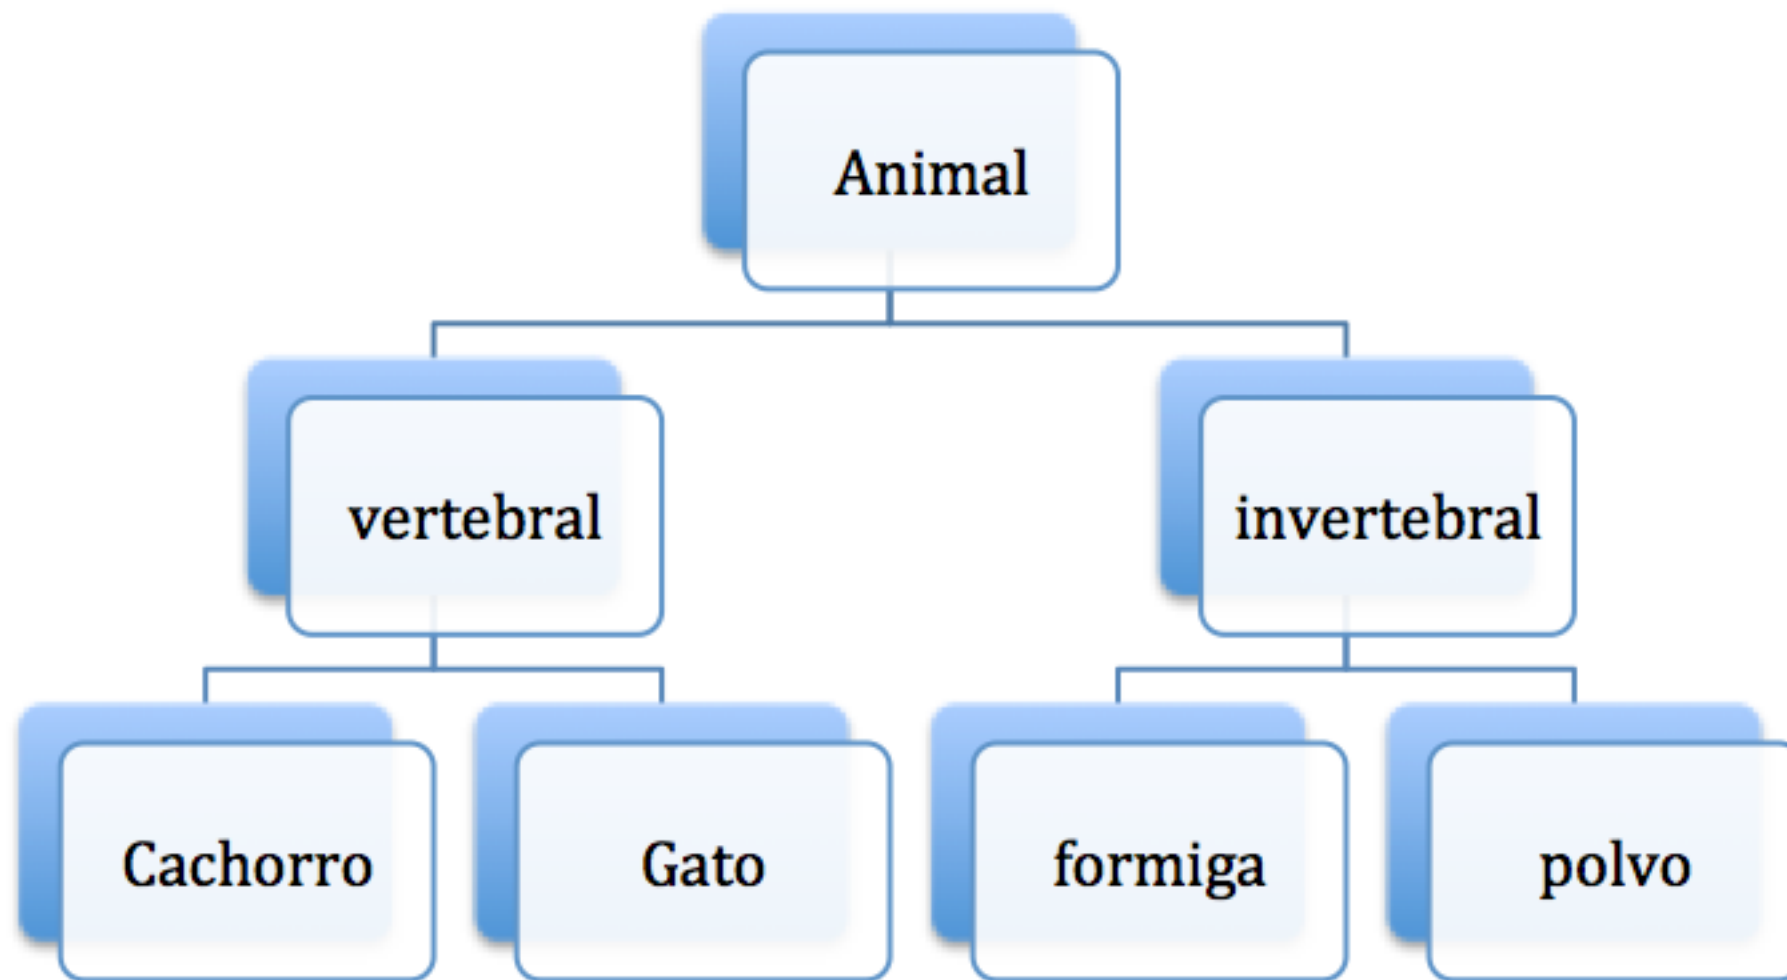 Animal
vertebral
invertebral
Cachorro
Gato
formiga
polvo